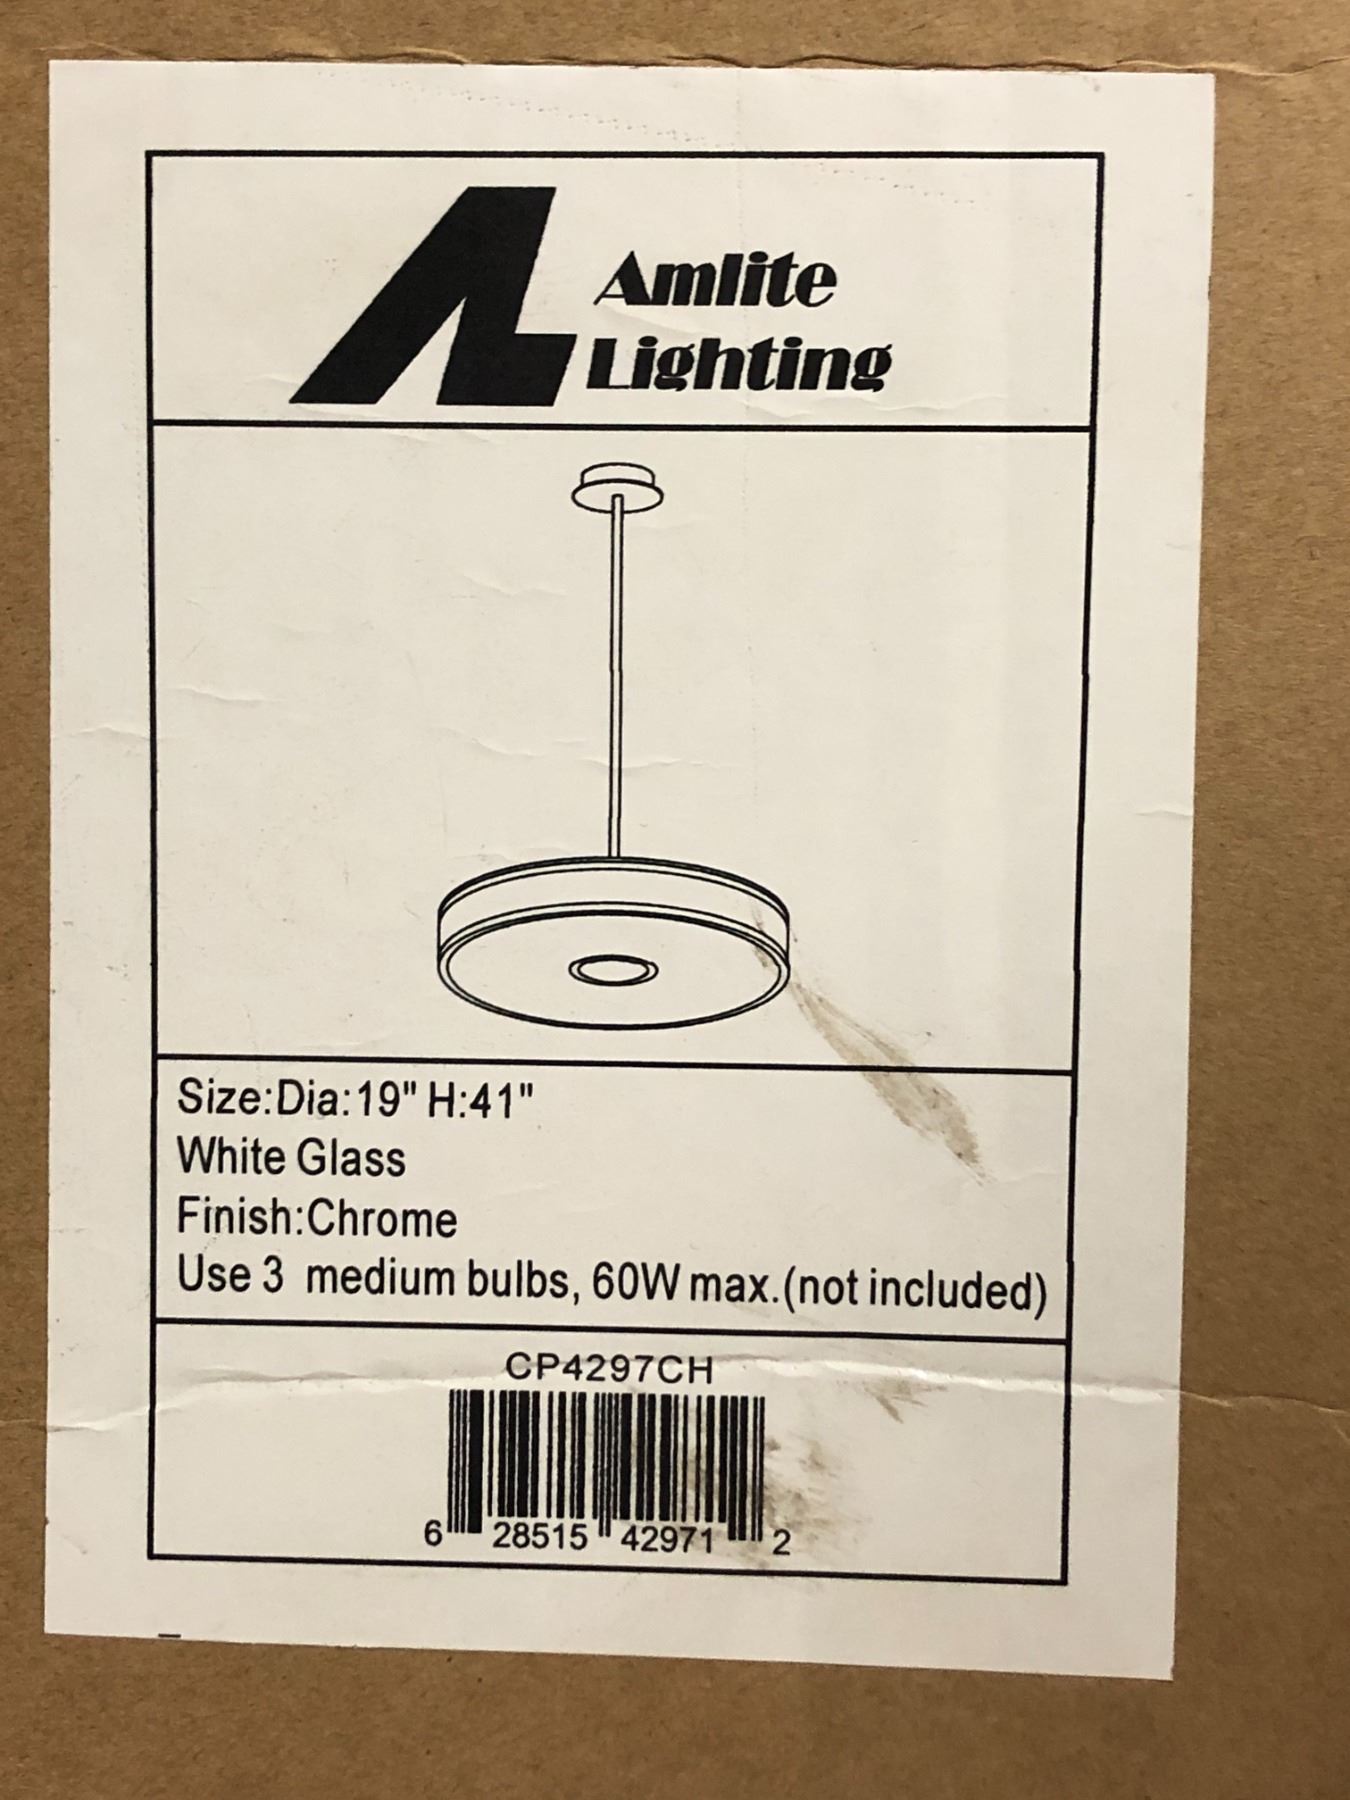 Amlite
Lighting
Size:Dia:19" H:41"
White Glass
Finish:Chrome
Use 3 medium bulbs, 60W max.(not included)
CP4297CH
6 28515 42971 2